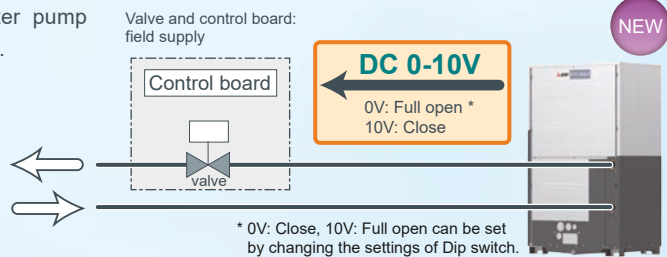 ter pump
.
Valve and control board:
field supply
NEW
Control board
DC 0-10V
0V: Full open *
10V: Close
valve
* 0V: Close, 10V: Full open can be set
by changing the settings of Dip switch.